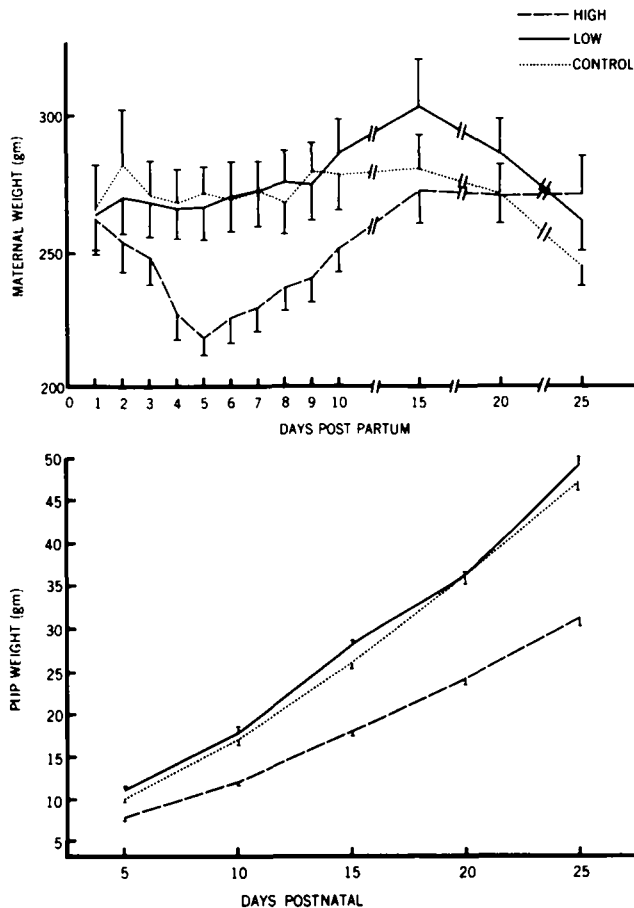 HIGH
LOW
CONTROL
MATERNAL WEIGHT (gm)
300
250
200
0 1 2 3 4 5 6 7 8 9 10 15 20 25
DAYS POST PARTUM
PUP WEIGHT (gm)
50
45
40
35
30
25
20
15
10
5
5 10 15 20 25
DAYS POSTNATAL